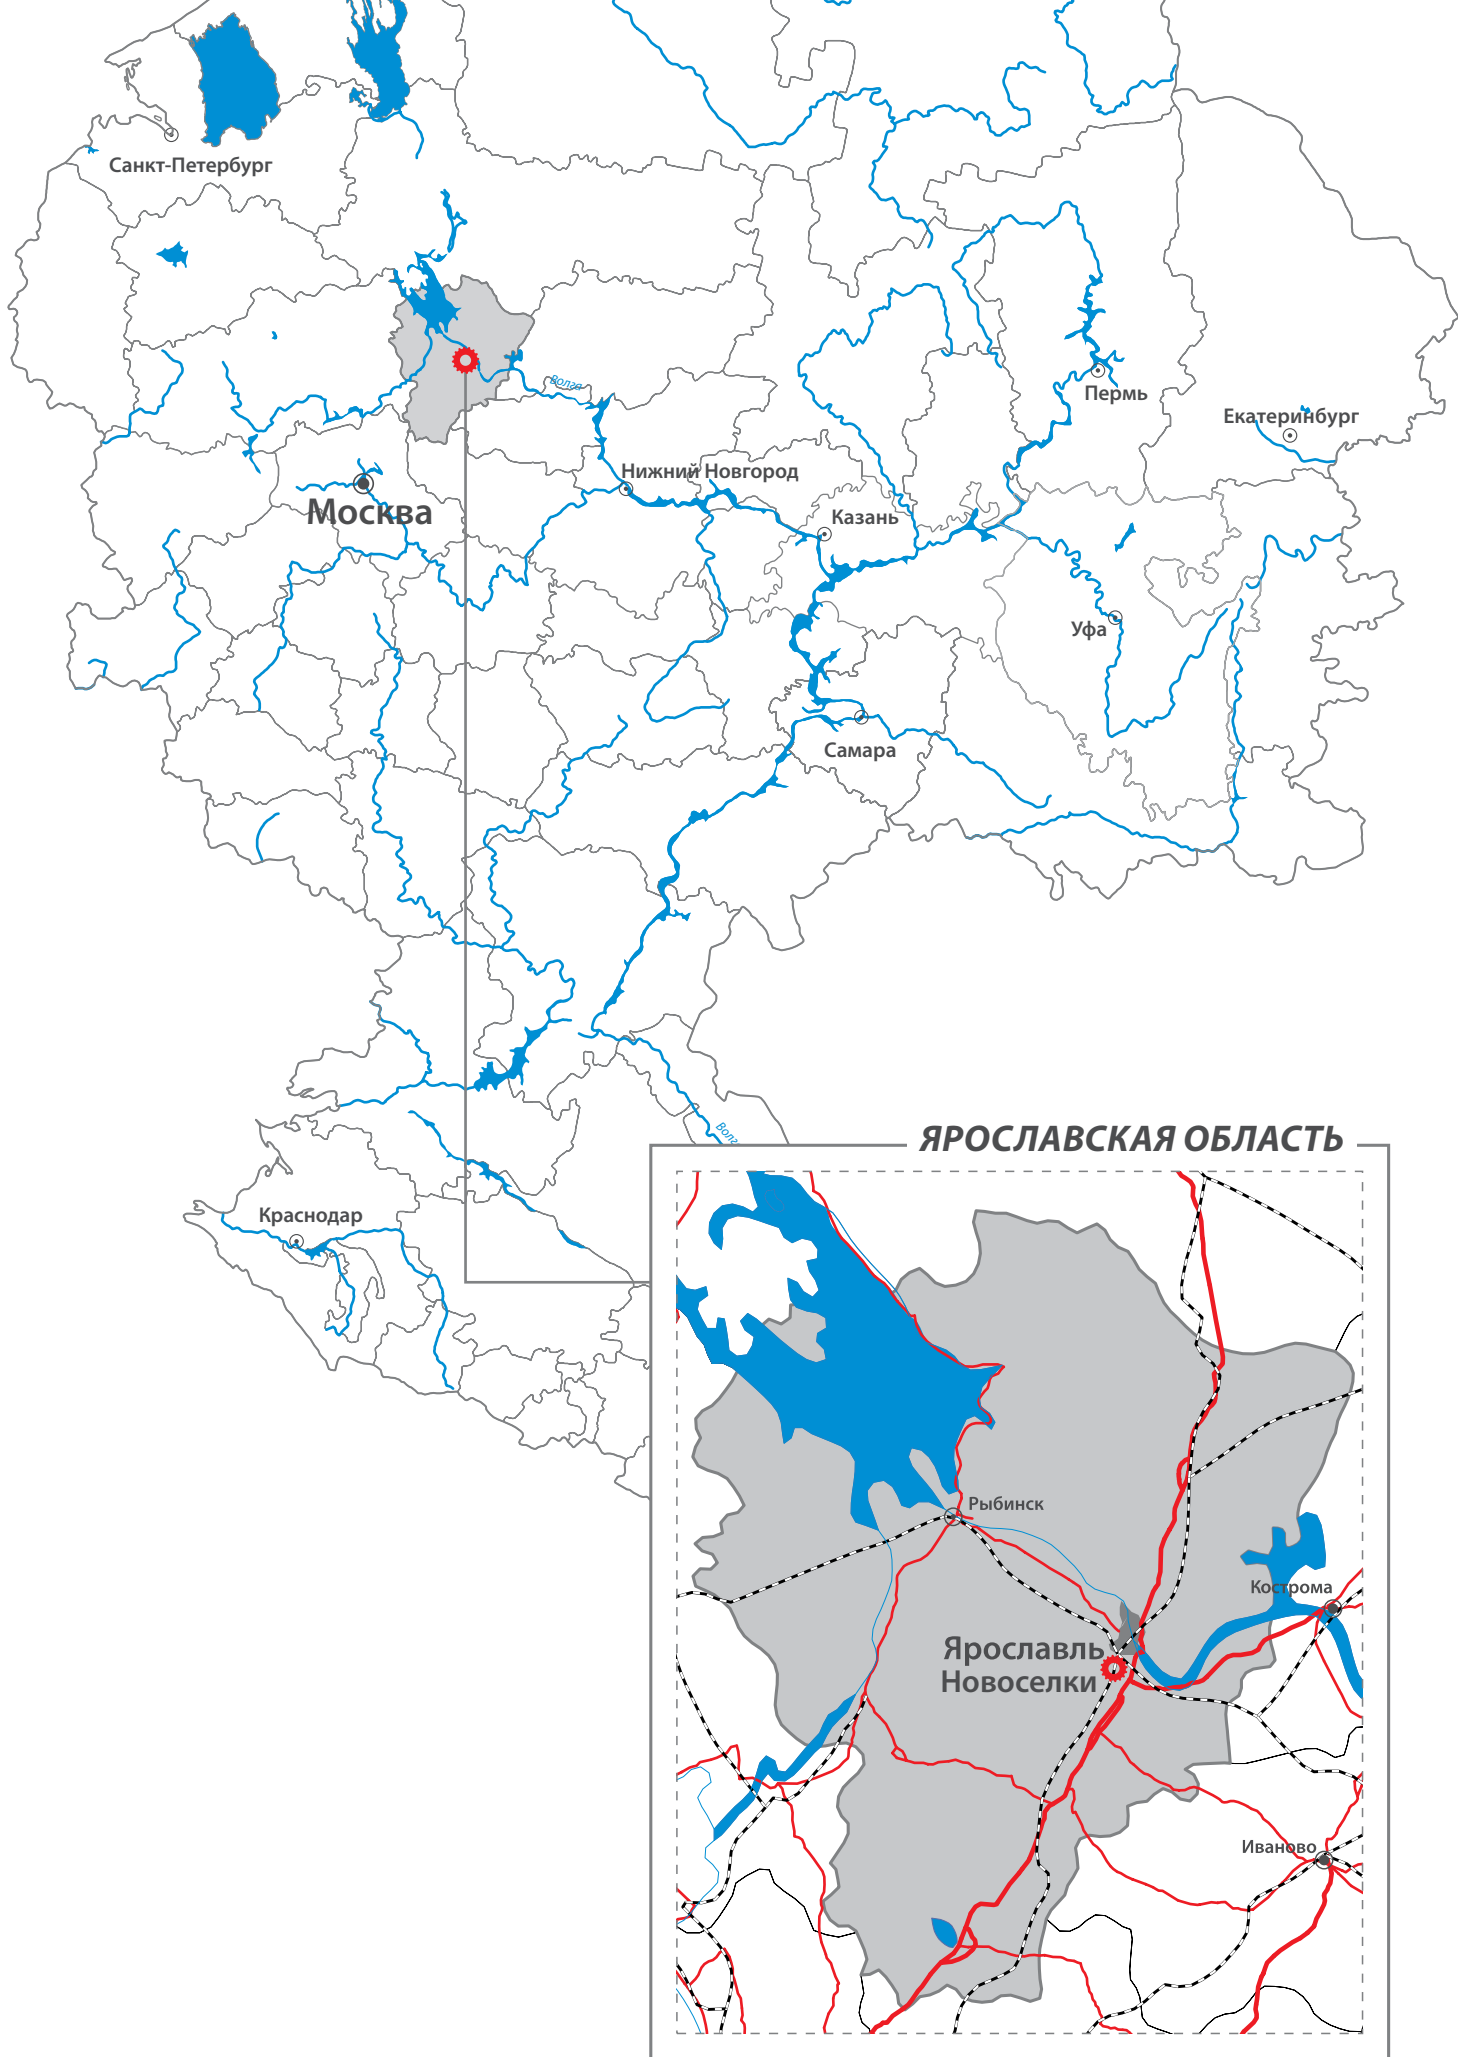 Санкт-Петербург
Волга
Пермь
Екатеринбург
Нижний Новгород
Москва
Казань
Уфа
Самара
Волга
ЯРОСЛАВСКАЯ ОБЛАСТЬ
Краснодар
Рыбинск
Кострома
Ярославль
Новоселки
Иваново